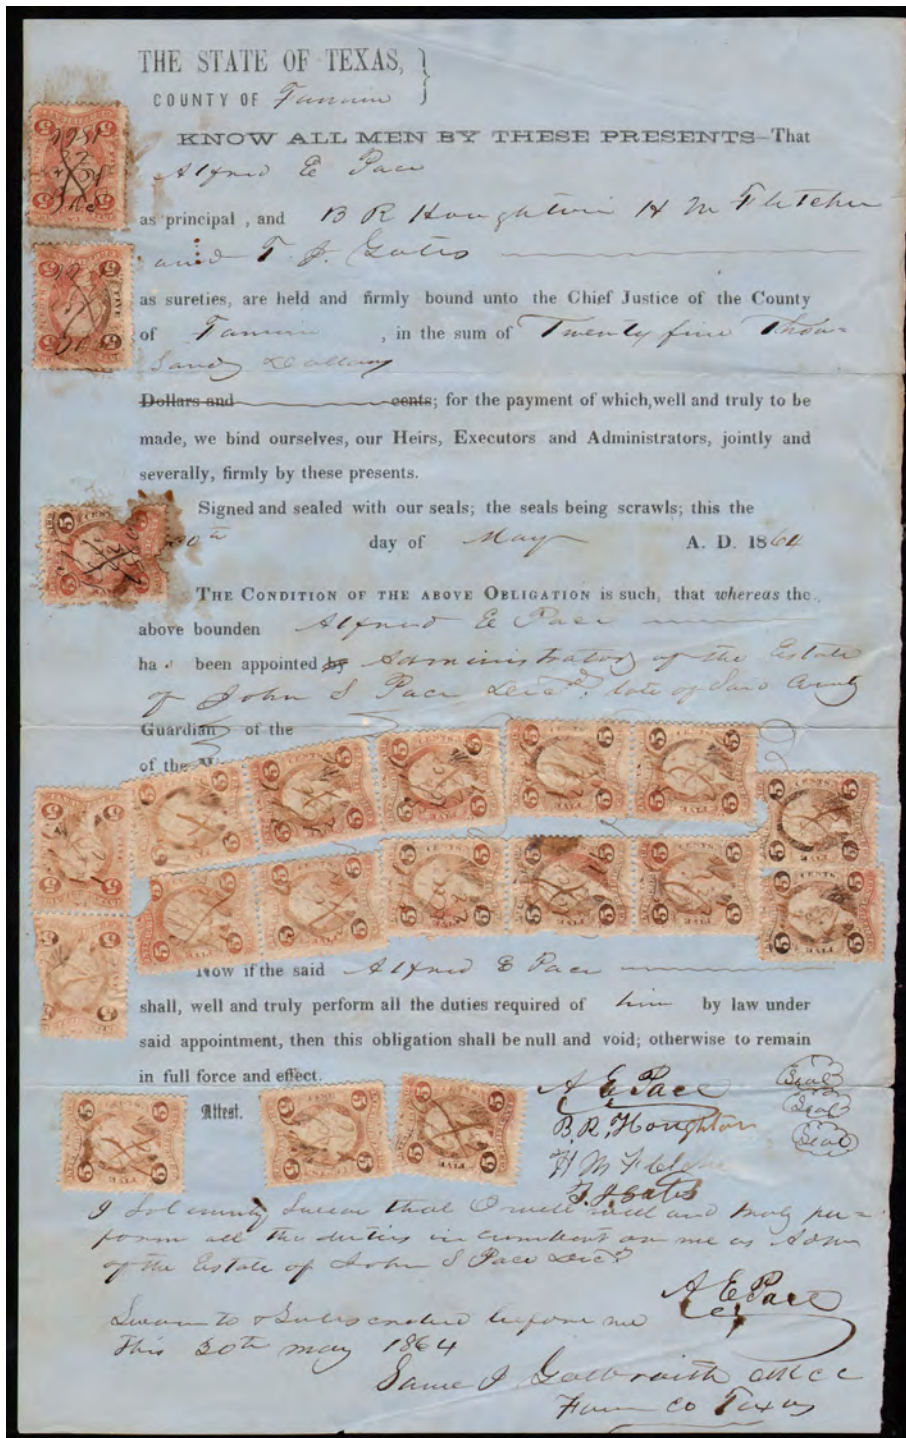 THE STATE OF TEXAS, }
COUNTY OF Fannin
KNOW ALL MEN BY THESE PRESENTS-That
Alfred E Pace
as principal, and B R Houghton H M Fletcher
and T. J. Gates
as sureties, are held and firmly bound unto the Chief Justice of the County
of Fannin, in the sum of Twenty five Thou=
sand Dollars
Dollars and cents; for the payment of which, well and truly to be
made, we bind ourselves, our Heirs, Executors and Administrators, jointly and
severally, firmly by these presents.
Signed and sealed with our seals; the seals being scrawls; this the
30th day of May A. D. 1864
THE CONDITION OF THE ABOVE OBLIGATION is such, that whereas the
above bounden Alfred E Pace
has been appointed by Administrator of the Estate
of John S Pace Decd. late of Said County
Guardian of the
of the
Now if the said Alfred E Pace
shall, well and truly perform all the duties required of him by law under
said appointment, then this obligation shall be null and void; otherwise to remain
in full force and effect.
Attest.
A E Pace Seal
B. R. Houghton Seal
H M Fletcher Seal
T. J. Gates
I Solemnly Swear that I will well and truly per=
form all the duties incumbent on me as Admr
of the Estate of John S Pace Decd
A E Pace
Sworn to & Subscribed before me
this 30th may 1864
Saml J Galbraith
Fann Co Texas